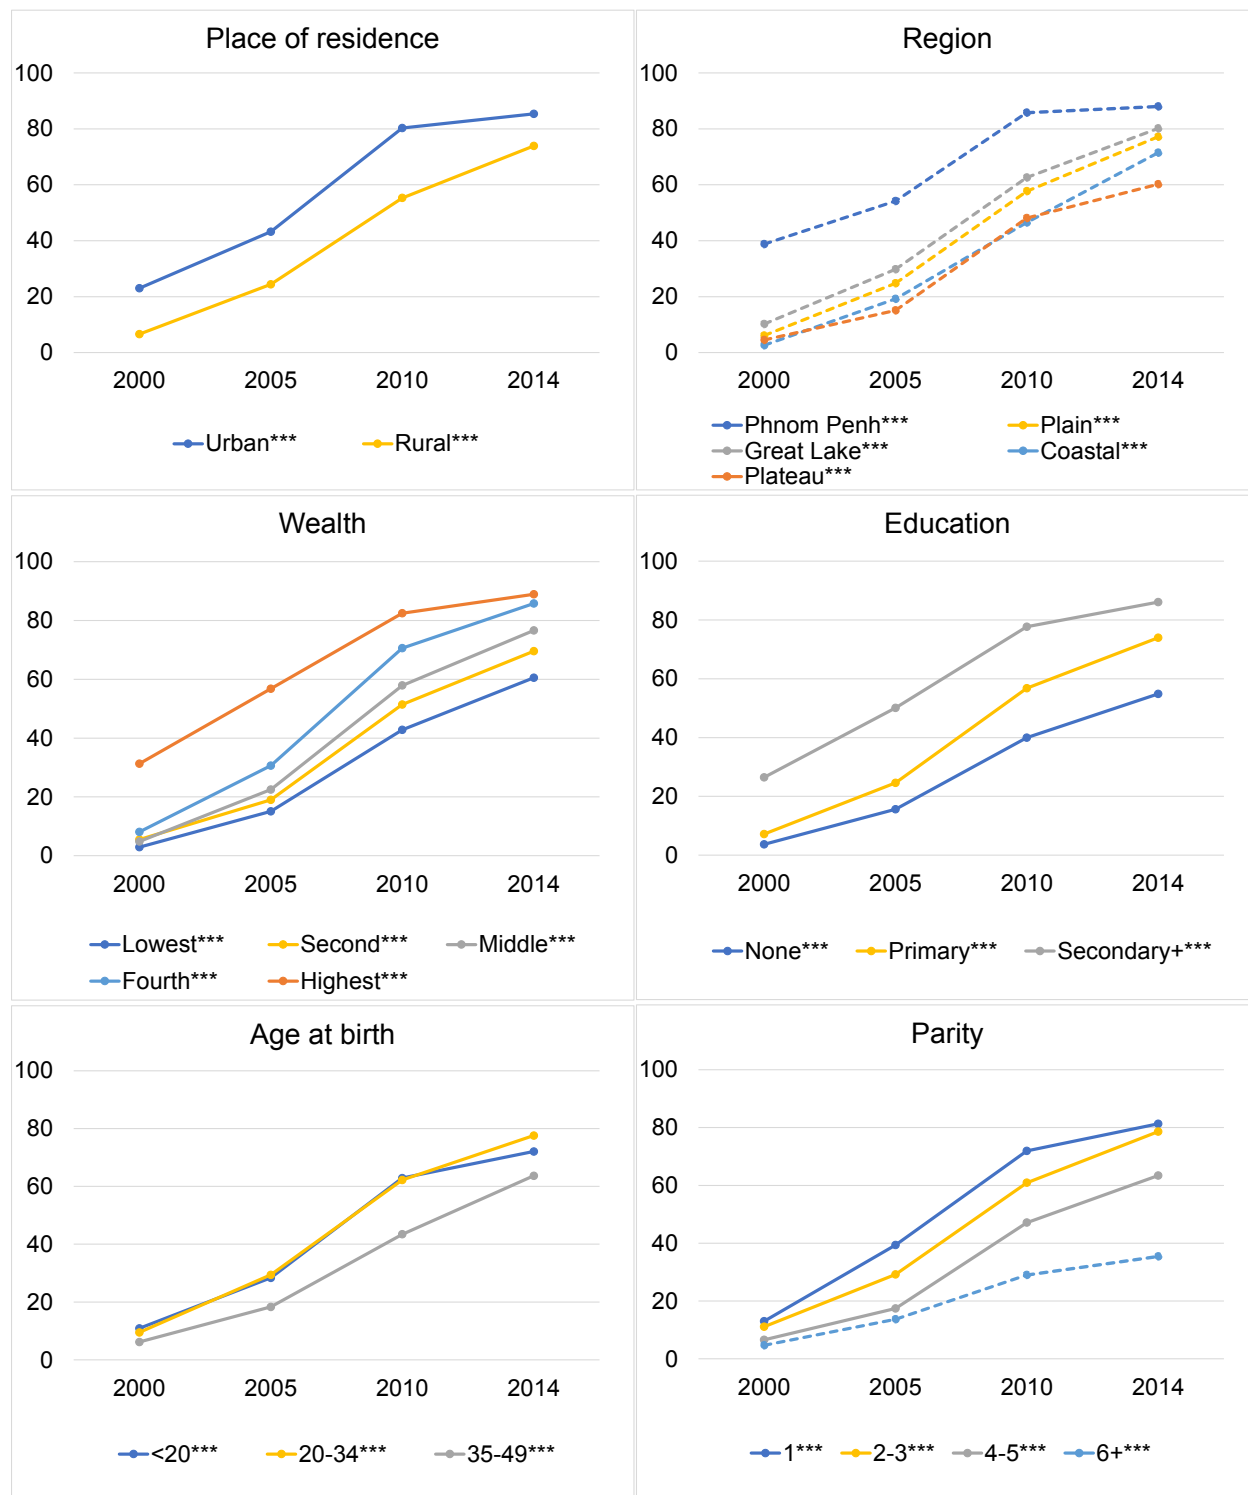 Place of residence
100
80
60
40
20
0
2000 2005 2010 2014
Urban*** Rural***
Region
100
80
60
40
20
0
2000 2005 2010 2014
Phnom Penh*** Plain***
Great Lake*** Coastal***
Plateau***
Wealth
100
80
60
40
20
0
2000 2005 2010 2014
Lowest*** Second*** Middle***
Fourth*** Highest***
Education
100
80
60
40
20
0
2000 2005 2010 2014
None*** Primary*** Secondary+***
Age at birth
100
80
60
40
20
0
2000 2005 2010 2014
<20*** 20-34*** 35-49***
Parity
100
80
60
40
20
0
2000 2005 2010 2014
1*** 2-3*** 4-5*** 6+***